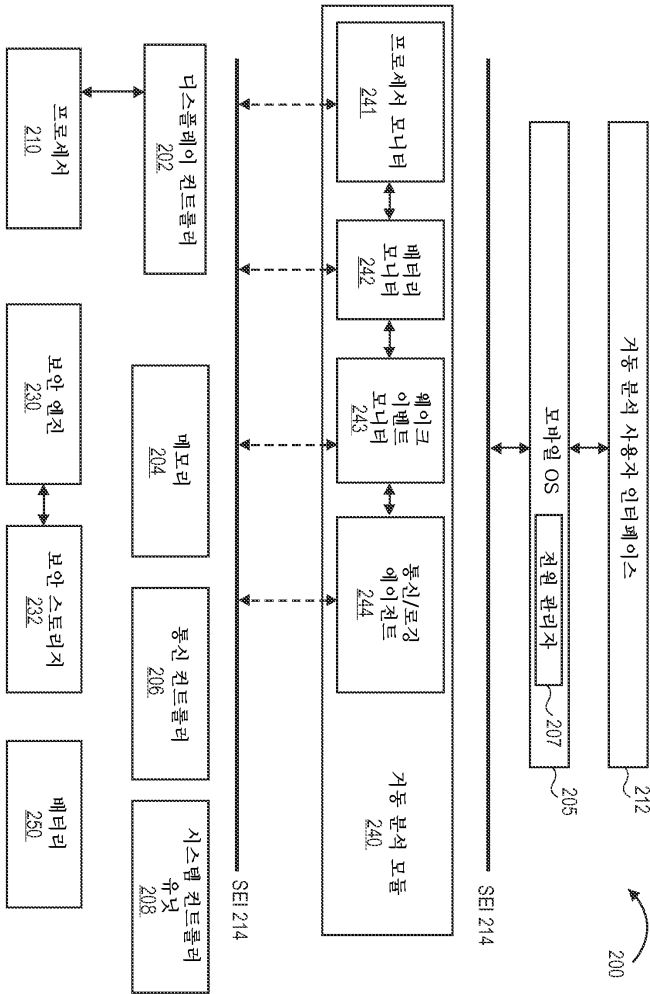 200
거동 분석 사용자 인터페이스
212
모바일 OS
전원 관리자
207
205
SEI 214
프로세서 모니터
241
배터리
모니터
242
웨이크
이벤트
모니터
243
통신/로깅
에이전트
244
거동 분석 모듈
240
SEI 214
디스플레이 컨트롤러
202
메모리
204
통신 컨트롤러
206
시스템 컨트롤러
유닛
208
프로세서
210
보안 엔진
230
보안 스토리지
232
배터리
250